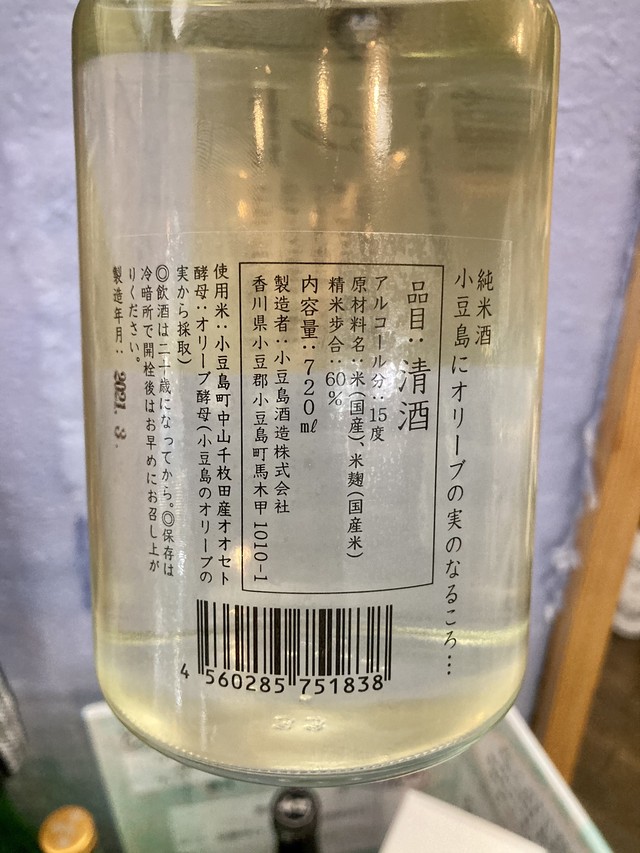 純米酒
小豆島にオリーブの実のなるころ…
品目：清酒
アルコール分：15度
原材料名：米(国産)、米麹(国産米)
精米歩合：60%
内容量：720㎖
製造者：小豆島酒造株式会社
香川県小豆郡小豆島町馬木甲1010-1
使用米：小豆島町中山千枚田産オオセト
酵母：オリーブ酵母(小豆島のオリーブの
実から採取)
◎飲酒は二十歳になってから。◎保存は
冷暗所で開栓後はお早めにお召し上が
りください。
製造年月：2021. 3.
4 560285 751838